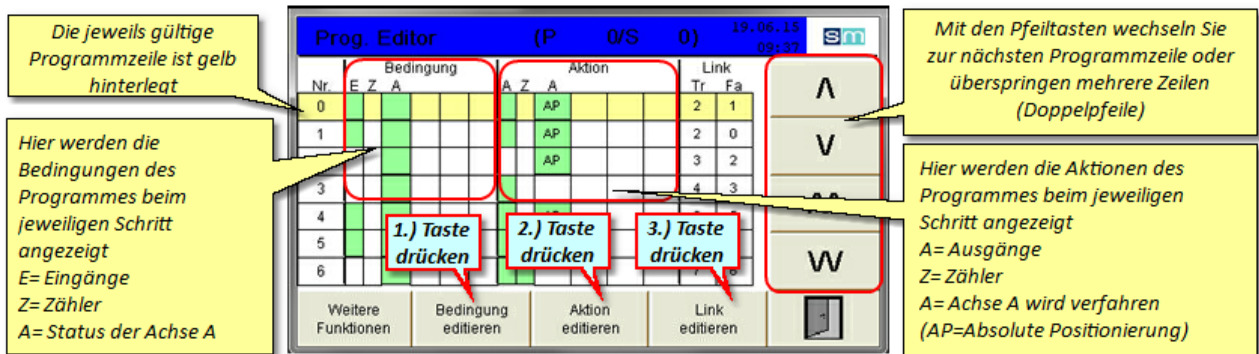 Die jeweils gültige
Programmzeile ist gelb
hinterlegt
Hier werden die
Bedingungen des
Programmes beim
jeweiligen Schritt
angezeigt
E= Eingänge
Z= Zähler
A= Status der Achse A
Prog. Editor (P 0/S 0) 19.06.15
09:37
sm
Bedingung Aktion Link
Nr. E Z A A Z A Tr Fa
0 AP 2 1
1 AP 2 0
AP 3 2
3 4 3
4
5
6
1.) Taste
drücken
2.) Taste
drücken
3.) Taste
drücken
Weitere
Funktionen
Bedingung
editieren
Aktion
editieren
Link
editieren
Mit den Pfeiltasten wechseln Sie
zur nächsten Programmzeile oder
überspringen mehrere Zeilen
(Doppelpfeile)
Hier werden die Aktionen des
Programmes beim jeweiligen
Schritt angezeigt
A= Ausgänge
Z= Zähler
A= Achse A wird verfahren
(AP=Absolute Positionierung)